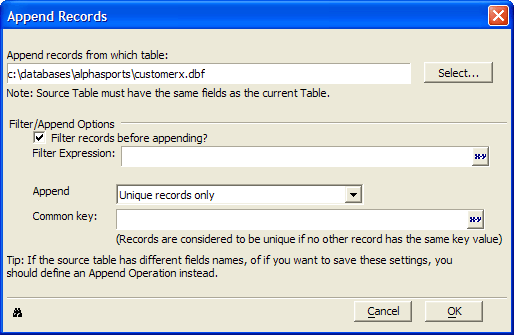 Append Records
Append records from which table:
c:\databases\alphasports\customerx.dbf
Select...
Note: Source Table must have the same fields as the current Table.
Filter/Append Options
Filter records before appending?
Filter Expression:
x-y
Append
Unique records only
Common key:
x-y
(Records are considered to be unique if no other record has the same key value)
Tip: If the source table has different fields names, of if you want to save these settings, you
should define an Append Operation instead.
Cancel
OK